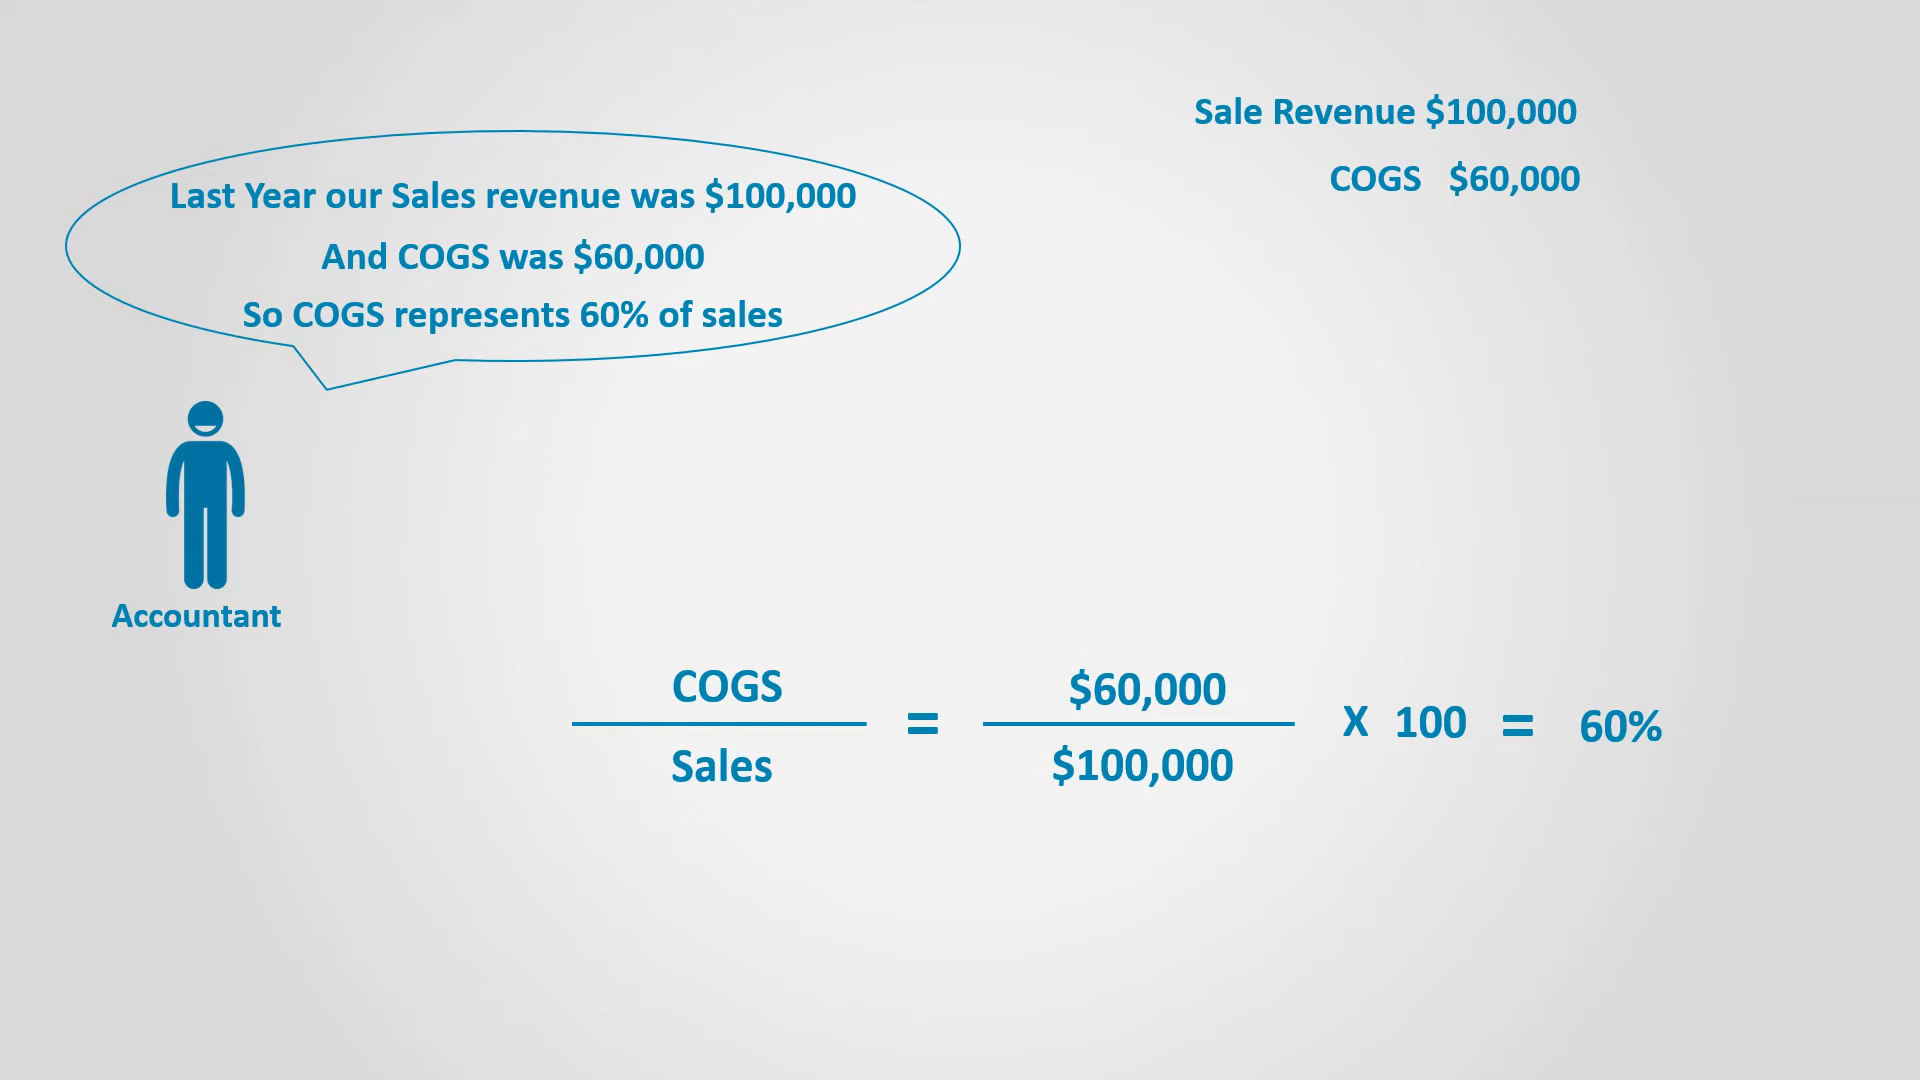 Last Year our Sales revenue was $100,000
And COGS was $60,000
So COGS represents 60% of sales
Sale Revenue $100,000
COGS $60,000
Accountant
COGS
Sales
=
$60,000
$100,000
X 100 = 60%